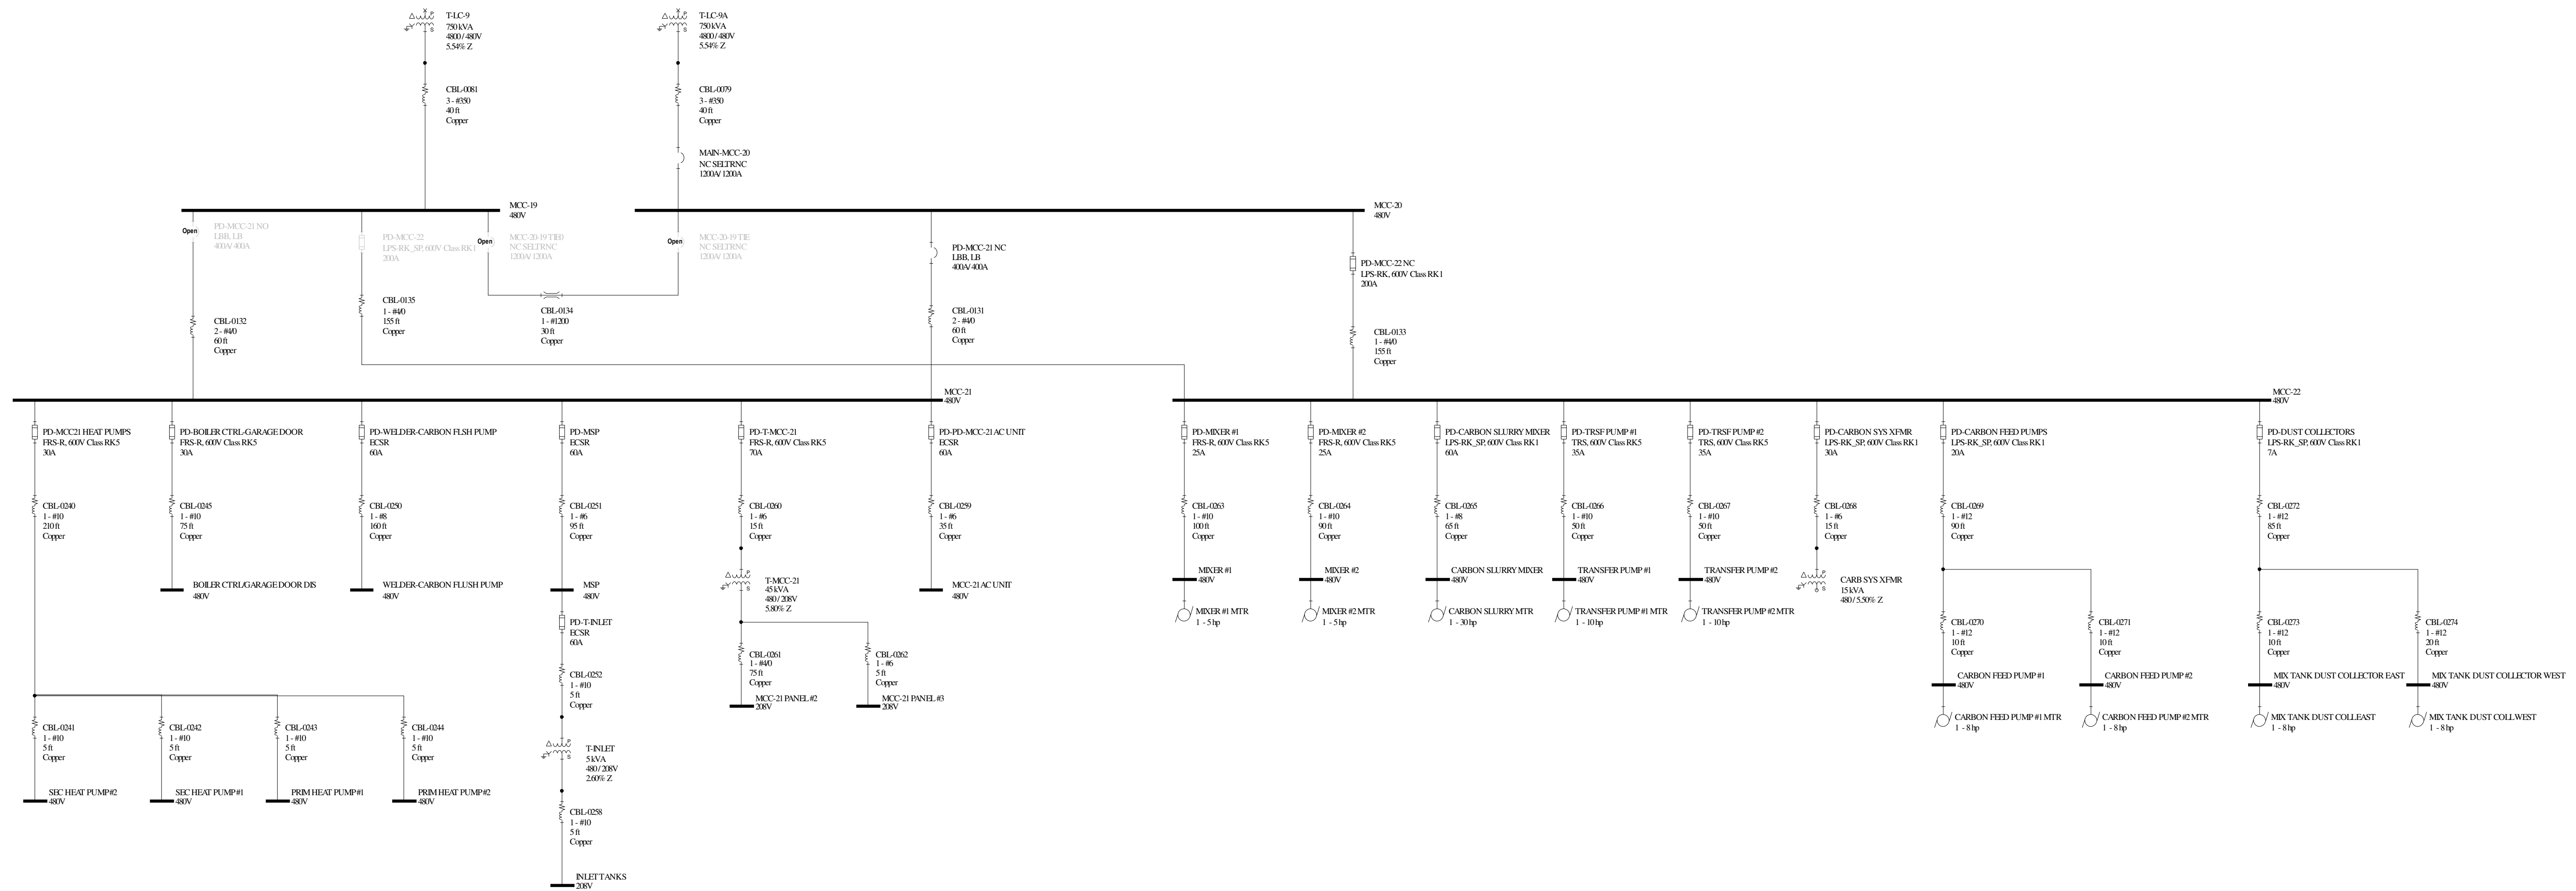 T-LC-9
750 kVA
4800 / 480V
5.54% Z
P
S
T-LC-9A
750 kVA
4800 / 480V
5.54% Z
P
S
CBL-0081
3 - #350
40 ft
Copper
CBL-0079
3 - #350
40 ft
Copper
MAIN-MCC-20
NC SELTRNC
1200A/ 1200A
MCC-19
480V
MCC-20
480V
Open
PD-MCC-21 NO
LBB, LB
400A/ 400A
PD-MCC-22
LPS-RK_SP, 600V Class RK1
200A
Open
MCC-20-19 TIE0
NC SELTRNC
1200A/ 1200A
Open
MCC-20-19 TIE
NC SELTRNC
1200A/ 1200A
PD-MCC-21 NC
LBB, LB
400A/ 400A
PD-MCC-22 NC
LPS-RK, 600V Class RK1
200A
CBL-0132
2 - #4/0
60 ft
Copper
CBL-0135
1 - #4/0
155 ft
Copper
CBL-0134
1 - #1200
30 ft
Copper
CBL-0131
2 - #4/0
60 ft
Copper
CBL-0133
1 - #4/0
155 ft
Copper
MCC-21
480V
MCC-22
480V
PD-MCC21 HEAT PUMPS
FRS-R, 600V Class RK5
30A
PD-BOILER CTRL-GARAGE DOOR
FRS-R, 600V Class RK5
30A
PD-WELDER-CARBON FLSH PUMP
ECSR
60A
PD-MSP
ECSR
60A
PD-T-MCC-21
FRS-R, 600V Class RK5
70A
PD-PD-MCC-21 AC UNIT
ECSR
60A
PD-MIXER #1
FRS-R, 600V Class RK5
25A
PD-MIXER #2
FRS-R, 600V Class RK5
25A
PD-CARBON SLURRY MIXER
LPS-RK_SP, 600V Class RK1
60A
PD-TRSF PUMP #1
TRS, 600V Class RK5
35A
PD-TRSF PUMP #2
TRS, 600V Class RK5
35A
PD-CARBON SYS XFMR
LPS-RK_SP, 600V Class RK1
30A
PD-CARBON FEED PUMPS
LPS-RK_SP, 600V Class RK1
20A
PD-DUST COLLECTORS
LPS-RK_SP, 600V Class RK1
7A
CBL-0240
1 - #10
210 ft
Copper
CBL-0245
1 - #10
75 ft
Copper
CBL-0250
1 - #8
160 ft
Copper
CBL-0251
1 - #6
95 ft
Copper
CBL-0260
1 - #6
15 ft
Copper
CBL-0259
1 - #6
35 ft
Copper
CBL-0263
1 - #10
100 ft
Copper
CBL-0264
1 - #10
90 ft
Copper
CBL-0265
1 - #8
65 ft
Copper
CBL-0266
1 - #10
50 ft
Copper
CBL-0267
1 - #10
50 ft
Copper
CBL-0268
1 - #6
15 ft
Copper
CBL-0269
1 - #12
90 ft
Copper
CBL-0272
1 - #12
85 ft
Copper
BOILER CTRL/GARAGE DOOR DIS
480V
WELDER-CARBON FLUSH PUMP
480V
MSP
480V
P
S
T-MCC-21
45 kVA
480 / 208V
5.80% Z
MCC-21 AC UNIT
480V
MIXER #1
480V
MIXER #2
480V
CARBON SLURRY MIXER
480V
TRANSFER PUMP #1
480V
TRANSFER PUMP #2
480V
P
S
CARB SYS XFMR
15 kVA
480 / 5.50% Z
MIXER #1 MTR
1 - 5 hp
MIXER #2 MTR
1 - 5 hp
CARBON SLURRY MTR
1 - 30 hp
TRANSFER PUMP #1 MTR
1 - 10 hp
TRANSFER PUMP #2 MTR
1 - 10 hp
PD-T-INLET
ECSR
60A
CBL-0261
1 - #4/0
75 ft
Copper
CBL-0262
1 - #6
5 ft
Copper
CBL-0270
1 - #12
10 ft
Copper
CBL-0271
1 - #12
10 ft
Copper
CBL-0273
1 - #12
10 ft
Copper
CBL-0274
1 - #12
20 ft
Copper
CBL-0252
1 - #10
5 ft
Copper
MCC-21 PANEL #2
208V
MCC-21 PANEL #3
208V
CARBON FEED PUMP #1
480V
CARBON FEED PUMP #2
480V
MIX TANK DUST COLLECTOR EAST
480V
MIX TANK DUST COLLECTOR WEST
480V
CARBON FEED PUMP #1 MTR
1 - 8 hp
CARBON FEED PUMP #2 MTR
1 - 8 hp
MIX TANK DUST COLLEAST
1 - 8 hp
MIX TANK DUST COLLWEST
1 - 8 hp
CBL-0241
1 - #10
5 ft
Copper
CBL-0242
1 - #10
5 ft
Copper
CBL-0243
1 - #10
5 ft
Copper
CBL-0244
1 - #10
5 ft
Copper
P
S
T-INLET
5 kVA
480 / 208V
2.60% Z
SEC HEAT PUMP #2
480V
SEC HEAT PUMP #1
480V
PRIM HEAT PUMP #1
480V
PRIM HEAT PUMP #2
480V
CBL-0258
1 - #10
5 ft
Copper
INLET TANKS
208V